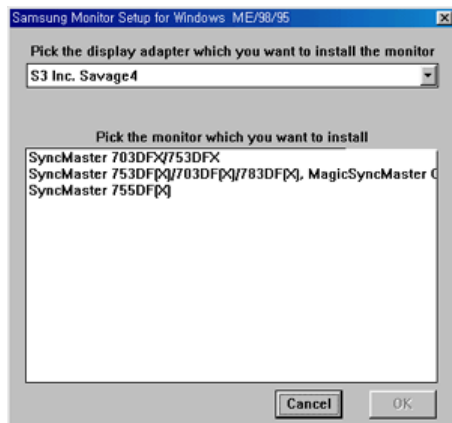 Samsung Monitor Setup for Windows ME/98/95
Pick the display adapter which you want to install the monitor
S3 Inc. Savage4
Pick the monitor which you want to install
SyncMaster 703DFX/753DFX
SyncMaster 753DF[X]/703DF[X]/783DF[X], MagicSyncMaster
SyncMaster 755DF[X]
Cancel
OK